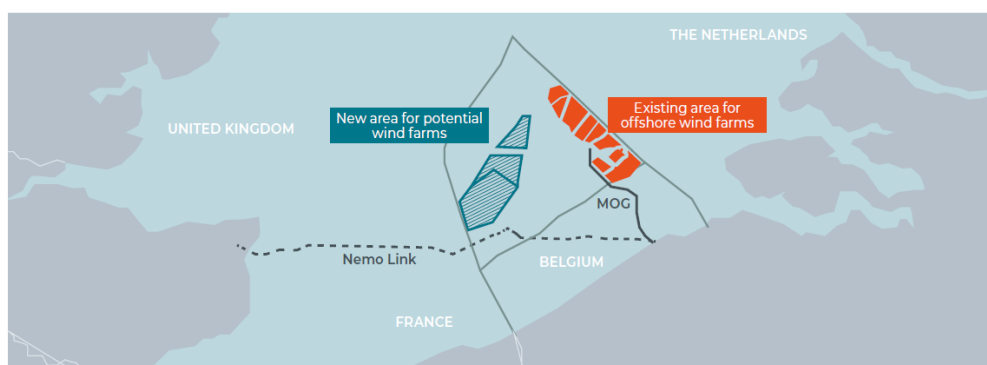 THE NETHERLANDS
New area for potential
wind farms
Existing area for
offshore wind farms
UNITED KINGDOM
MOG
Nemo Link
BELGIUM
FRANCE